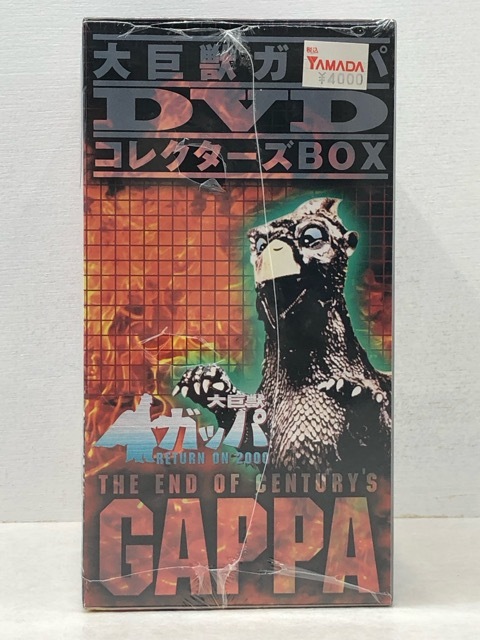 大巨獣ガッパ
税込
YAMADA
¥4000
DVD
コレクターズBOX
大巨獣
ガッパ
RETURN ON 2000
THE END OF CENTURY'S
GAPPA